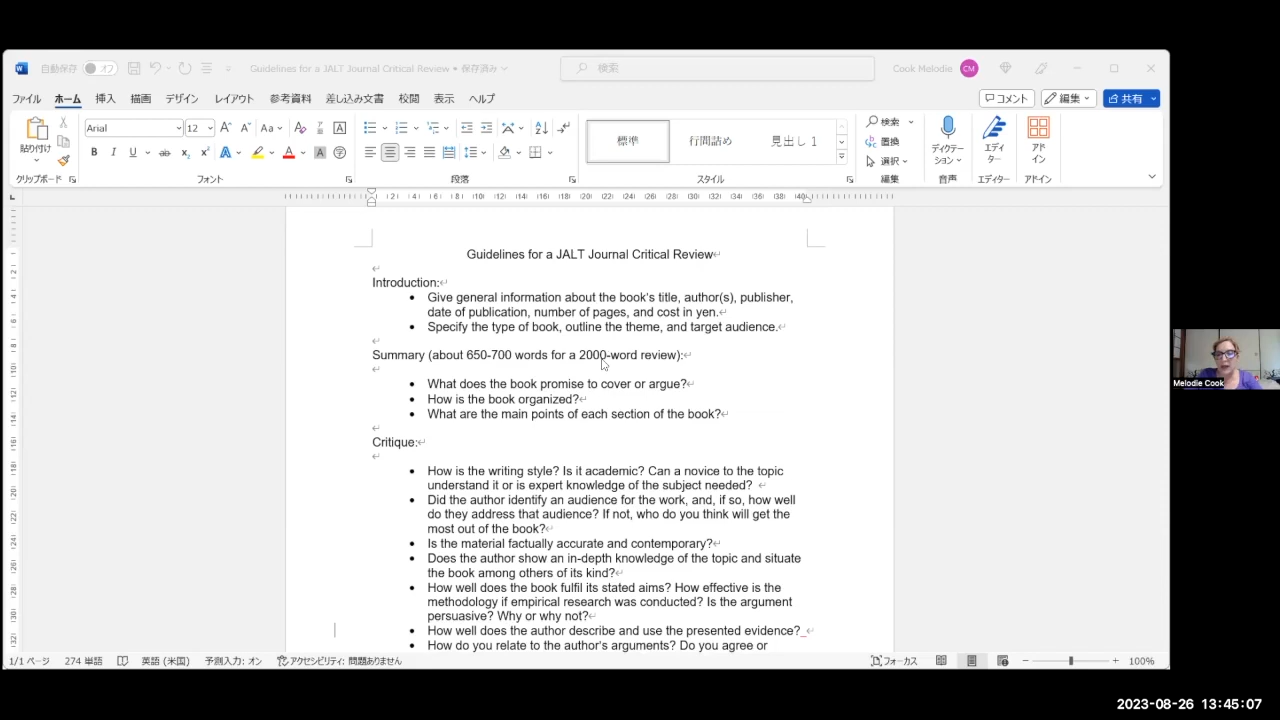 自動保存 オフ Guidelines for a JALT Journal Critical Review • 保存済み 検索 Cook Melodie CM
ファイル ホーム 挿入 描画 デザイン レイアウト 参考資料 差し込み文書 校閲 表示 ヘルプ コメント 編集 共有
貼り付け
Arial 12
標準 行間詰め 見出し 1
検索
置換
選択
ディクテーション
エディター
アドイン
クリップボード フォント 段落 スタイル 編集 音声 エディター アドイン
Guidelines for a JALT Journal Critical Review
Introduction:
• Give general information about the book's title, author(s), publisher,
date of publication, number of pages, and cost in yen.
• Specify the type of book, outline the theme, and target audience.
Summary (about 650-700 words for a 2000-word review):
• What does the book promise to cover or argue?
• How is the book organized?
• What are the main points of each section of the book?
Critique:
• How is the writing style? Is it academic? Can a novice to the topic
understand it or is expert knowledge of the subject needed?
• Did the author identify an audience for the work, and, if so, how well
do they address that audience? If not, who do you think will get the
most out of the book?
• Is the material factually accurate and contemporary?
• Does the author show an in-depth knowledge of the topic and situate
the book among others of its kind?
• How well does the book fulfil its stated aims? How effective is the
methodology if empirical research was conducted? Is the argument
persuasive? Why or why not?
• How well does the author describe and use the presented evidence?
• How do you relate to the author's arguments? Do you agree or
1/1 ページ 274 単語 英語 (米国) 予測入力: オン アクセシビリティ: 問題ありません フォーカス 100%
Melodie Cook
2023-08-26 13:45:07